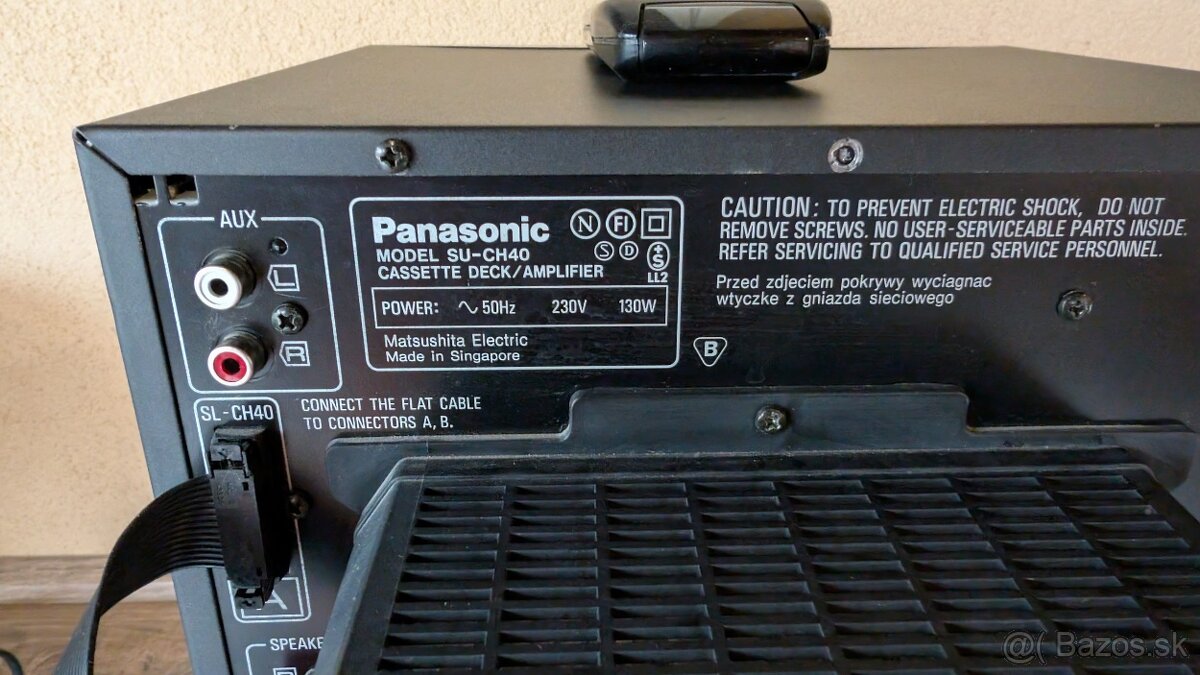 AUX
L
R
Panasonic
MODEL SU-CH40
CASSETTE DECK/AMPLIFIER
N FI
S D S
LL2
POWER: ∿ 50Hz 230V 130W
Matsushita Electric
Made in Singapore
B
CAUTION: TO PREVENT ELECTRIC SHOCK, DO NOT
REMOVE SCREWS. NO USER-SERVICEABLE PARTS INSIDE.
REFER SERVICING TO QUALIFIED SERVICE PERSONNEL.
Przed zdjeciem pokrywy wyciagnac
wtyczke z gniazda sieciowego
SL-CH40
CONNECT THE FLAT CABLE
TO CONNECTORS A, B.
A
SPEAKE
@( Bazos.sk